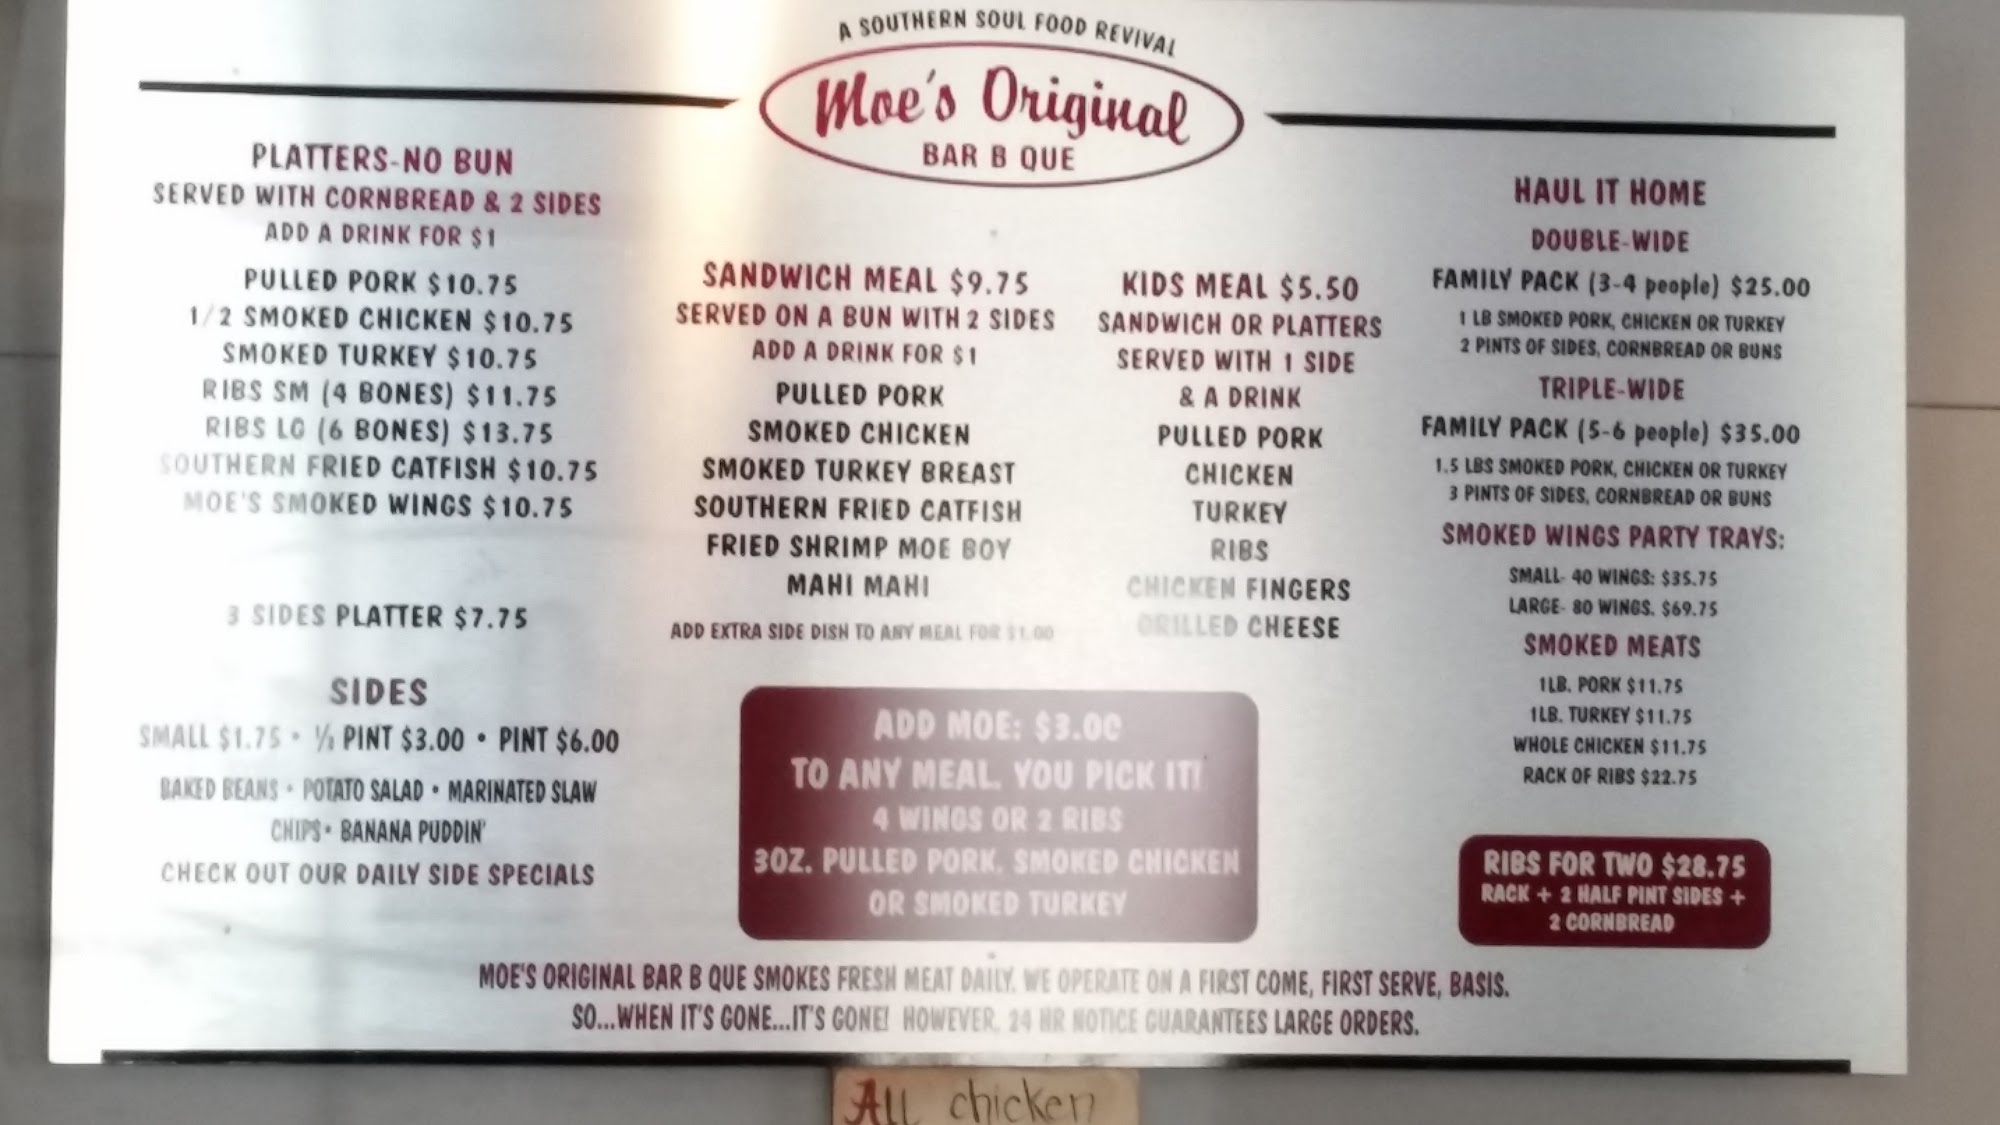 A SOUTHERN SOUL FOOD REVIVAL
Moe's Original
BAR B QUE
PLATTERS-NO BUN
SERVED WITH CORNBREAD & 2 SIDES
ADD A DRINK FOR $1
PULLED PORK $10.75
1/2 SMOKED CHICKEN $10.75
SMOKED TURKEY $10.75
RIBS SM (4 BONES) $11.75
RIBS LG (6 BONES) $13.75
SOUTHERN FRIED CATFISH $10.75
MOE'S SMOKED WINGS $10.75
3 SIDES PLATTER $7.75
SIDES
SMALL $1.75 • ½ PINT $3.00 • PINT $6.00
BAKED BEANS • POTATO SALAD • MARINATED SLAW
CHIPS • BANANA PUDDIN'
CHECK OUT OUR DAILY SIDE SPECIALS
SANDWICH MEAL $9.75
SERVED ON A BUN WITH 2 SIDES
ADD A DRINK FOR $1
PULLED PORK
SMOKED CHICKEN
SMOKED TURKEY BREAST
SOUTHERN FRIED CATFISH
FRIED SHRIMP MOE BOY
MAHI MAHI
ADD EXTRA SIDE DISH TO ANY MEAL FOR $1.00
KIDS MEAL $5.50
SANDWICH OR PLATTERS
SERVED WITH 1 SIDE
& A DRINK
PULLED PORK
CHICKEN
TURKEY
RIBS
CHICKEN FINGERS
GRILLED CHEESE
ADD MOE: $3.00
TO ANY MEAL. YOU PICK IT!
4 WINGS OR 2 RIBS
3OZ. PULLED PORK, SMOKED CHICKEN
OR SMOKED TURKEY
HAUL IT HOME
DOUBLE-WIDE
FAMILY PACK (3-4 people) $25.00
1 LB SMOKED PORK, CHICKEN OR TURKEY
2 PINTS OF SIDES, CORNBREAD OR BUNS
TRIPLE-WIDE
FAMILY PACK (5-6 people) $35.00
1.5 LBS SMOKED PORK, CHICKEN OR TURKEY
3 PINTS OF SIDES, CORNBREAD OR BUNS
SMOKED WINGS PARTY TRAYS:
SMALL- 40 WINGS: $35.75
LARGE- 80 WINGS. $69.75
SMOKED MEATS
1LB. PORK $11.75
1LB. TURKEY $11.75
WHOLE CHICKEN $11.75
RACK OF RIBS $22.75
RIBS FOR TWO $28.75
RACK + 2 HALF PINT SIDES +
2 CORNBREAD
MOE'S ORIGINAL BAR B QUE SMOKES FRESH MEAT DAILY. WE OPERATE ON A FIRST COME, FIRST SERVE, BASIS.
SO...WHEN IT'S GONE...IT'S GONE! HOWEVER, 24 HR NOTICE GUARANTEES LARGE ORDERS.
All chicken